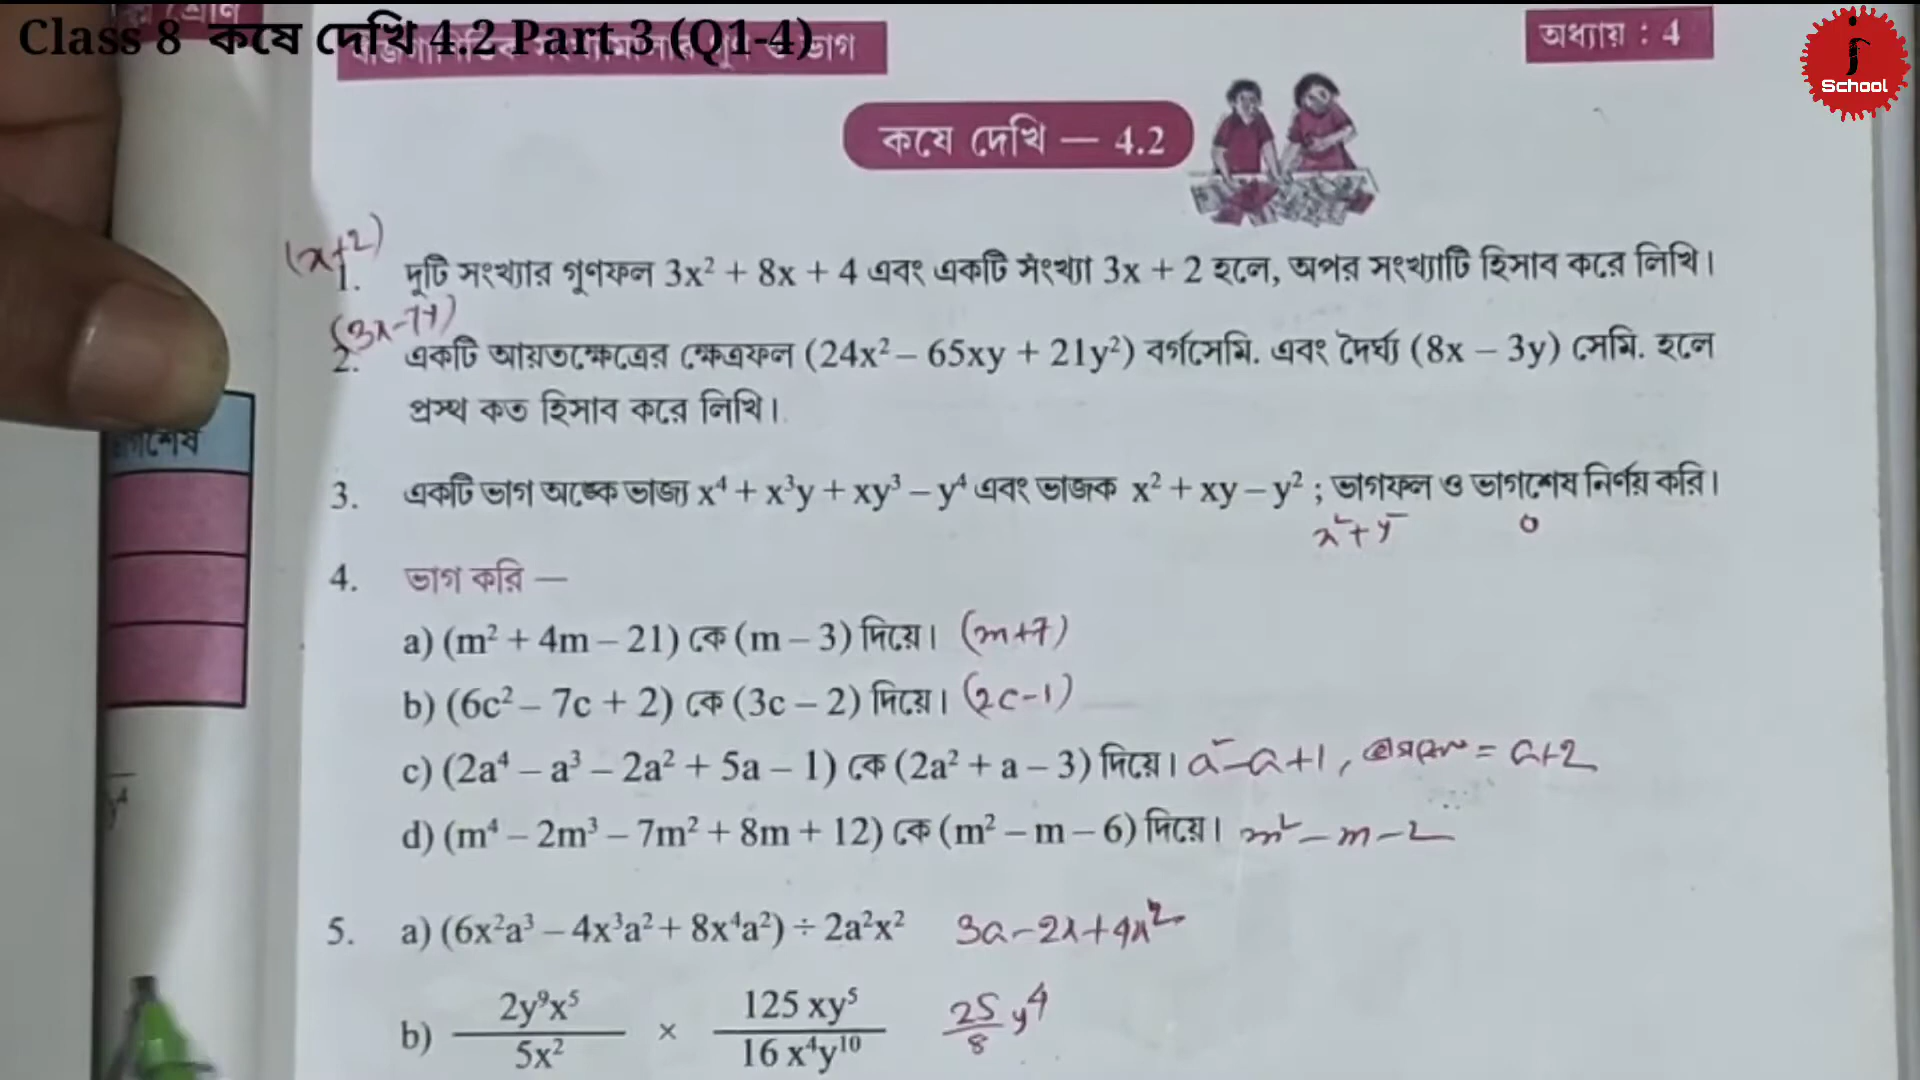 Class 8 কষে দেখি 4.2 Part 3 (Q1-4)
অধ্যায় : 4
School
কষে দেখি — 4.2
(x+2)
1. দুটি সংখ্যার গুণফল 3x² + 8x + 4 এবং একটি সংখ্যা 3x + 2 হলে, অপর সংখ্যাটি হিসাব করে লিখি।
2. একটি আয়তক্ষেত্রের ক্ষেত্রফল (24x² – 65xy + 21y²) বর্গসেমি. এবং দৈর্ঘ্য (8x – 3y) সেমি. হলে
প্রস্থ কত হিসাব করে লিখি।
3. একটি ভাগ অঙ্কে ভাজ্য x⁴ + x³y + xy³ – y⁴ এবং ভাজক x² + xy – y² ; ভাগফল ও ভাগশেষ নির্ণয় করি।
x²+y² 0
4. ভাগ করি —
a) (m² + 4m – 21) কে (m – 3) দিয়ে। (m+7)
b) (6c² – 7c + 2) কে (3c – 2) দিয়ে। (2c-1)
c) (2a⁴ – a³ – 2a² + 5a – 1) কে (2a² + a – 3) দিয়ে। a²-a+1, = a+2
d) (m⁴ – 2m³ – 7m² + 8m + 12) কে (m² – m – 6) দিয়ে। m²-m-2
5. a) (6x²a³ – 4x³a² + 8x⁴a²) ÷ 2a²x² 3a-2x+4x²
b) 2y⁹x⁵/5x² × 125 xy⁵/16 x⁴y¹⁰ 25/8 y⁴